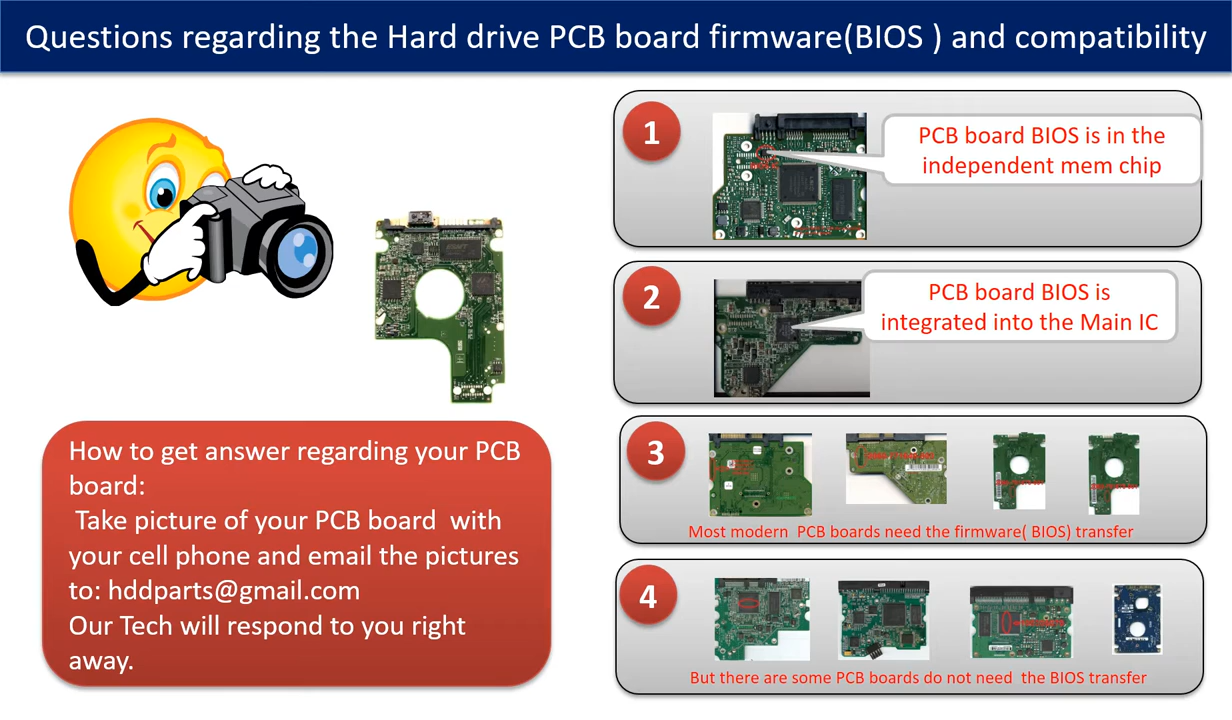 Questions regarding the Hard drive PCB board firmware(BIOS ) and compatibility
1
PCB board BIOS is in the
independent mem chip
2
PCB board BIOS is
integrated into the Main IC
3
Most modern PCB boards need the firmware( BIOS) transfer
4
But there are some PCB boards do not need the BIOS transfer
How to get answer regarding your PCB
board:
Take picture of your PCB board with
your cell phone and email the pictures
to: hddparts@gmail.com
Our Tech will respond to you right
away.